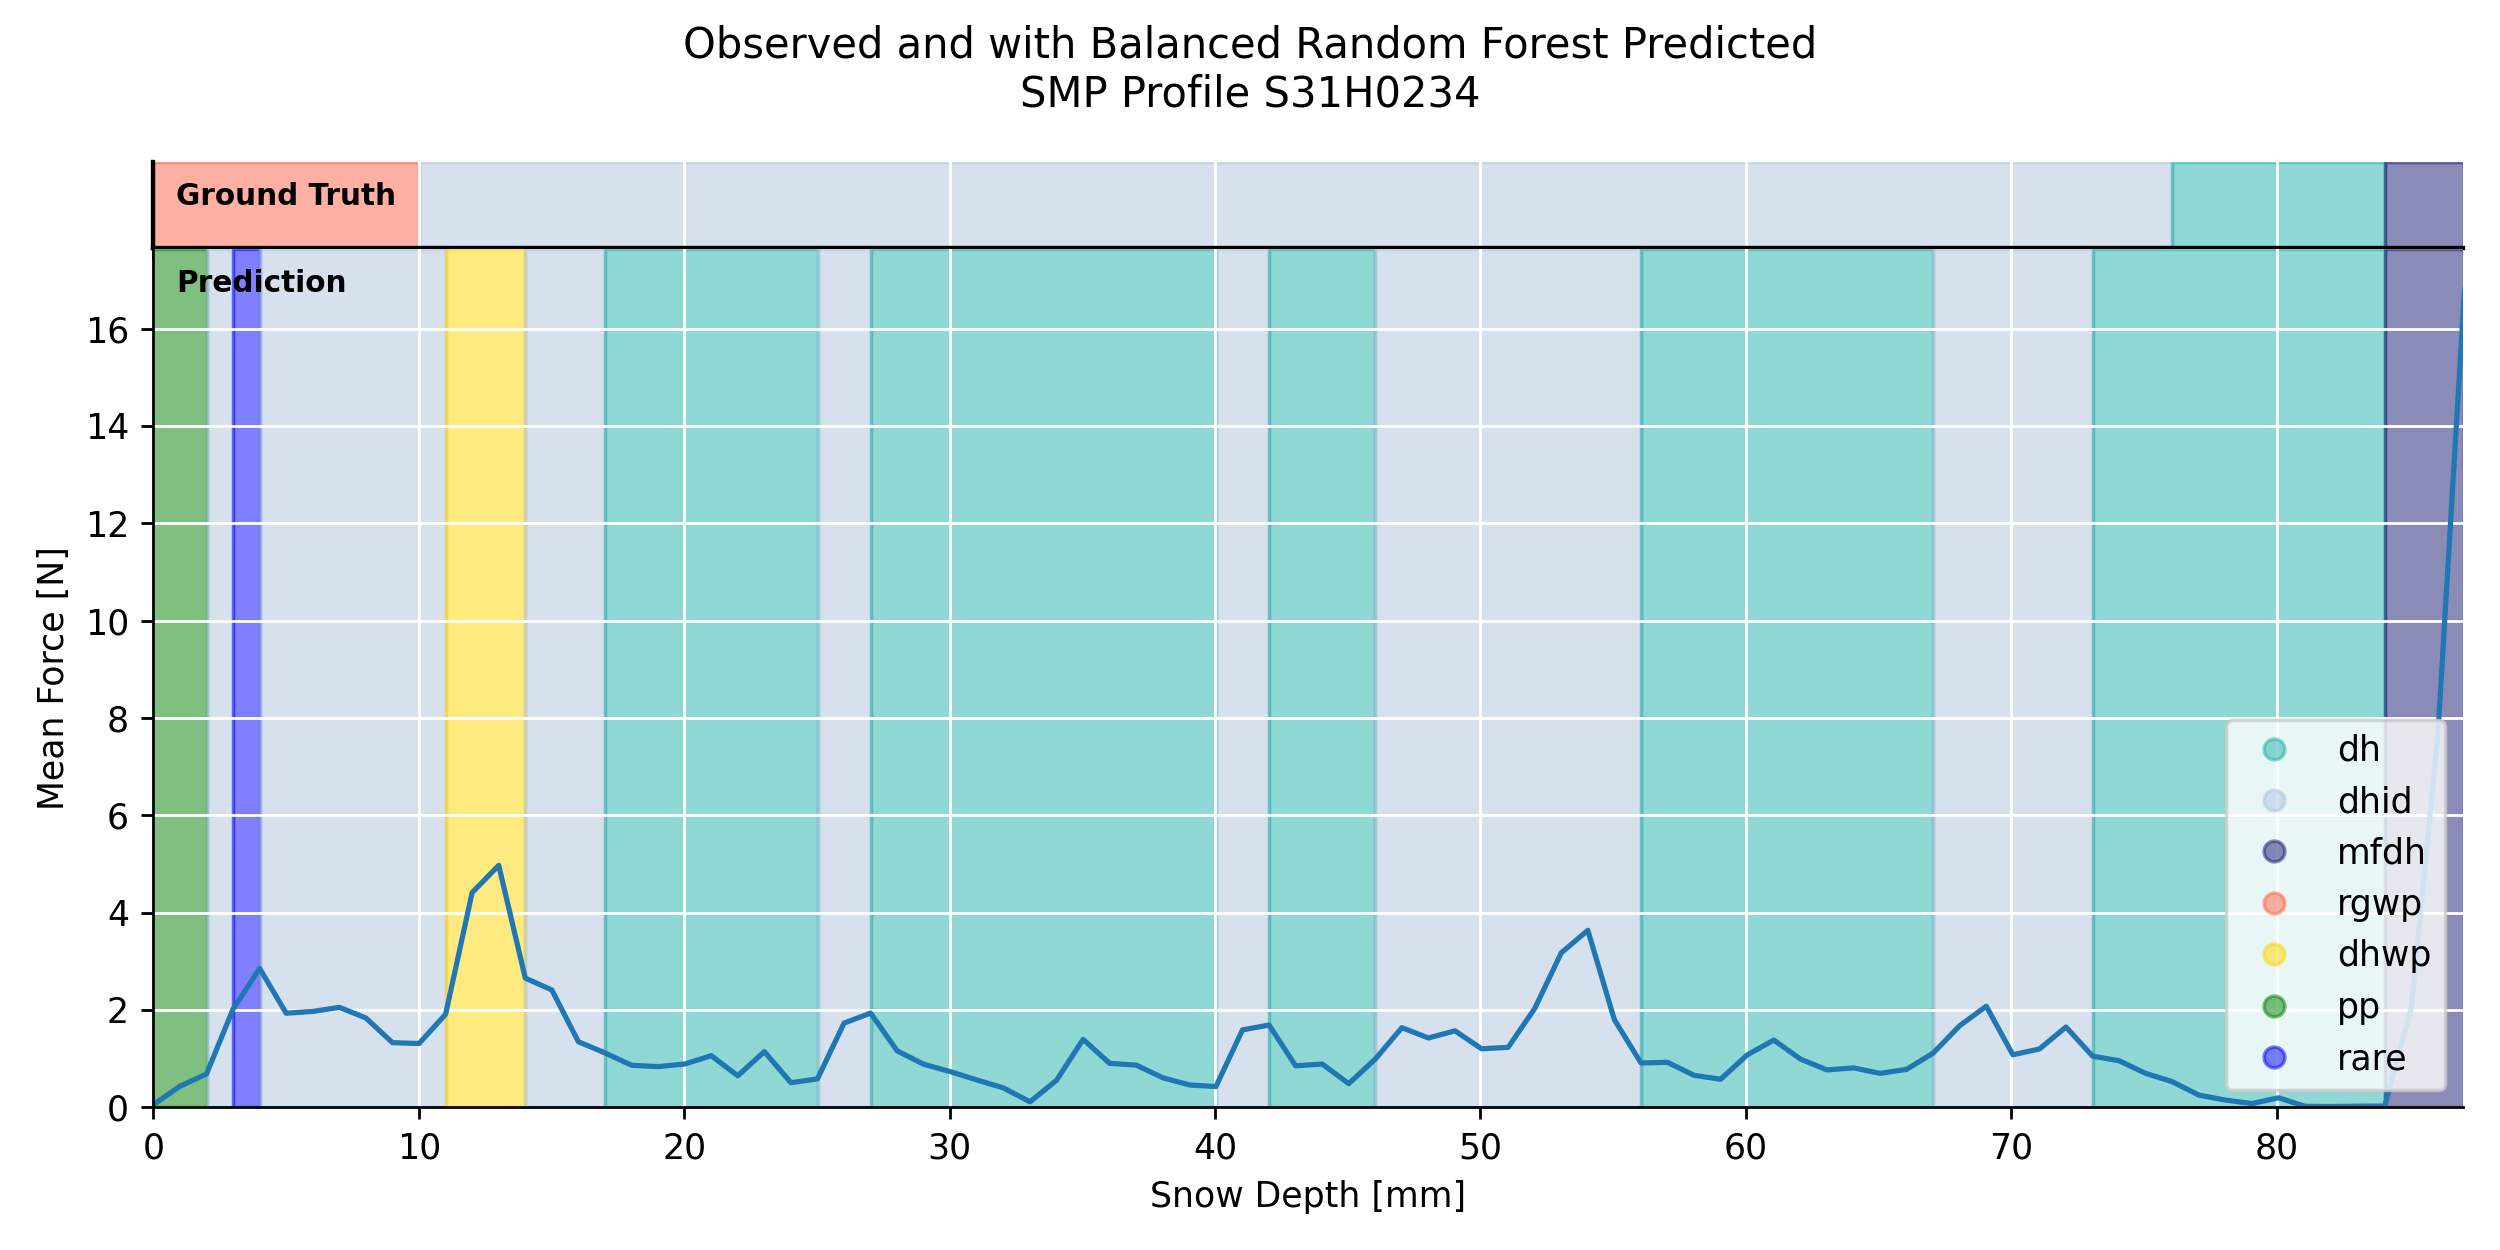 Observed and with Balanced Random Forest Predicted
SMP Profile S31H0234
Ground Truth
Prediction
16
14
12
10
8
6
4
2
0
Mean Force [N]
dh
dhid
mfdh
rgwp
dhwp
pp
rare
0 10 20 30 40 50 60 70 80
Snow Depth [mm]